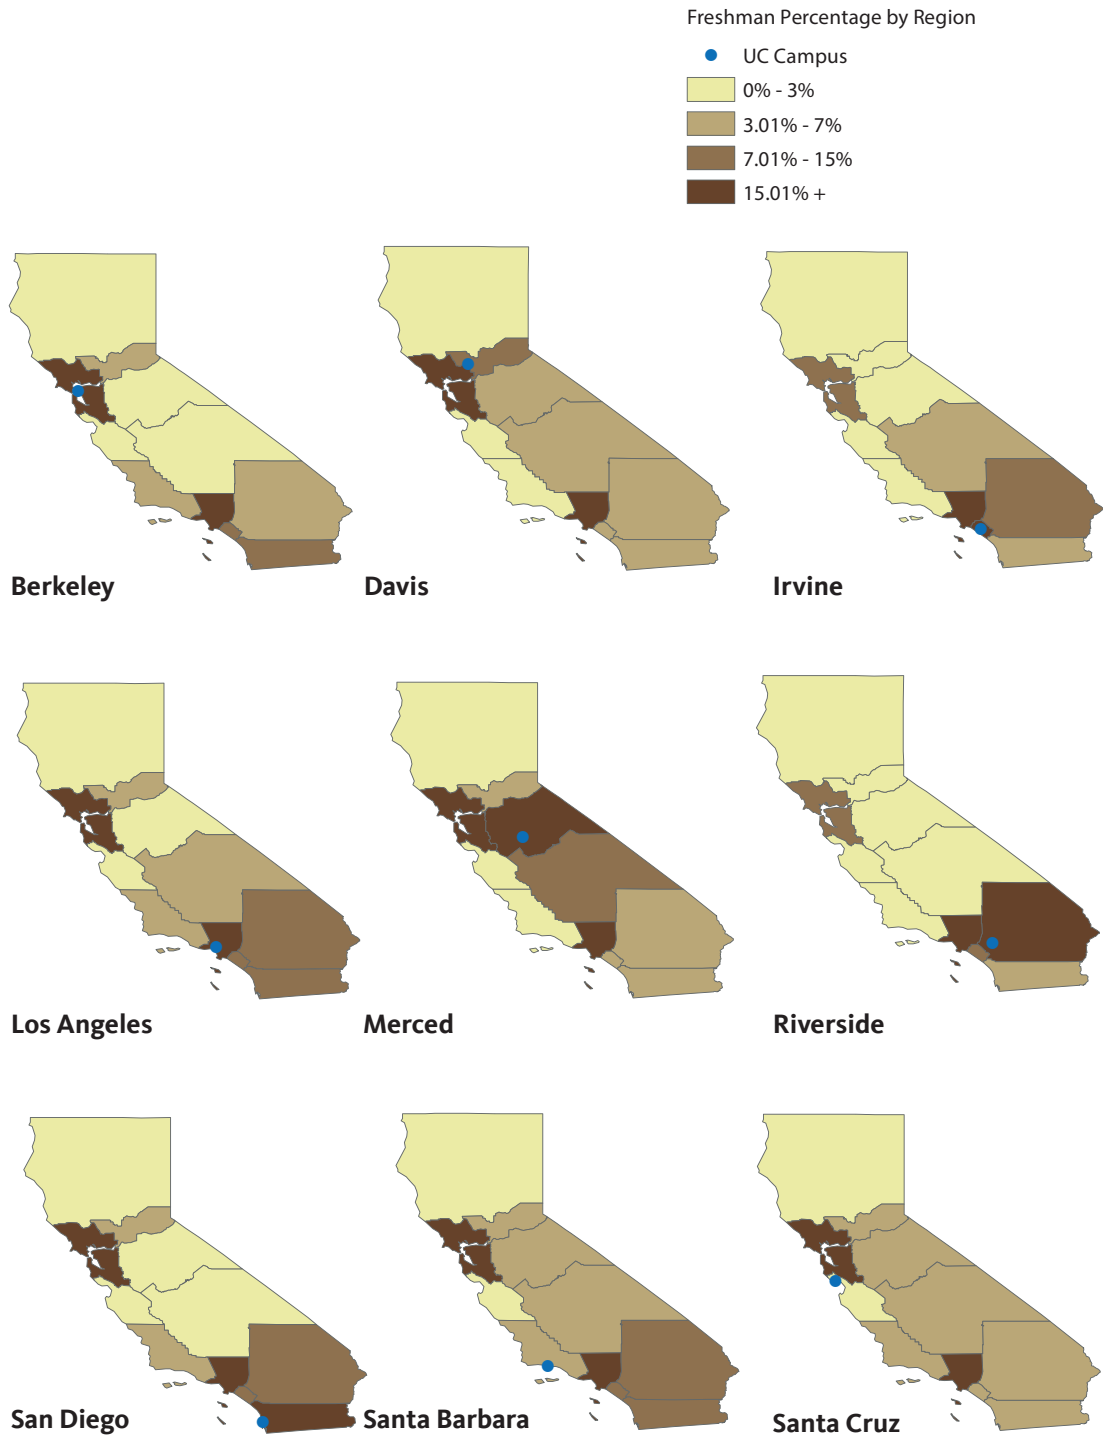 Freshman Percentage by Region
UC Campus
0% - 3%
3.01% - 7%
7.01% - 15%
15.01% +
Berkeley
Davis
Irvine
Los Angeles
Merced
Riverside
San Diego
Santa Barbara
Santa Cruz